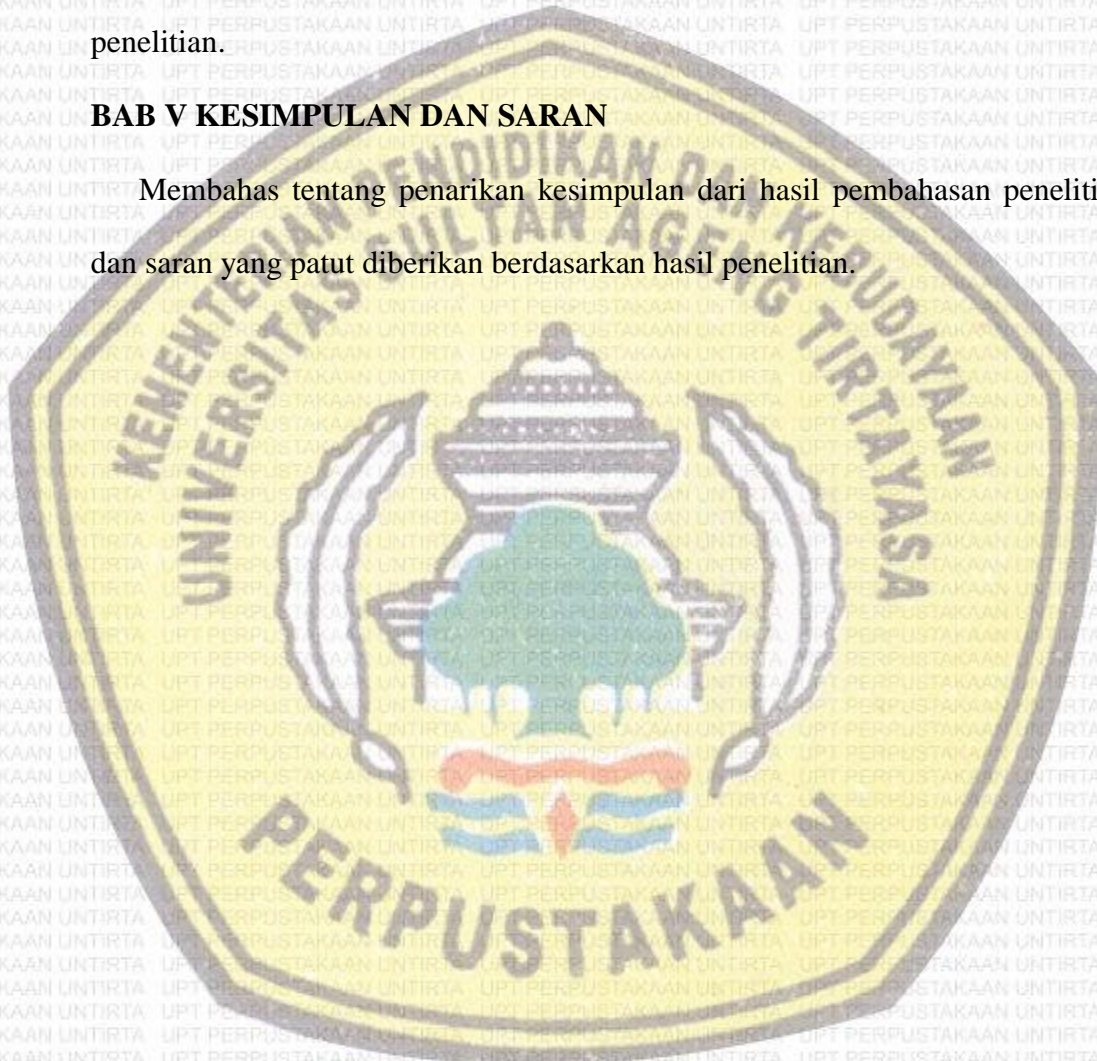 penelitian.
BAB V KESIMPULAN DAN SARAN
Membahas tentang penarikan kesimpulan dari hasil pembahasan peneliti
dan saran yang patut diberikan berdasarkan hasil penelitian.
KEMENTERIAN PENDIDIKAN DAN KEBUDAYAAN
UNIVERSITAS SULTAN AGENG TIRTAYASA
PERPUSTAKAAN